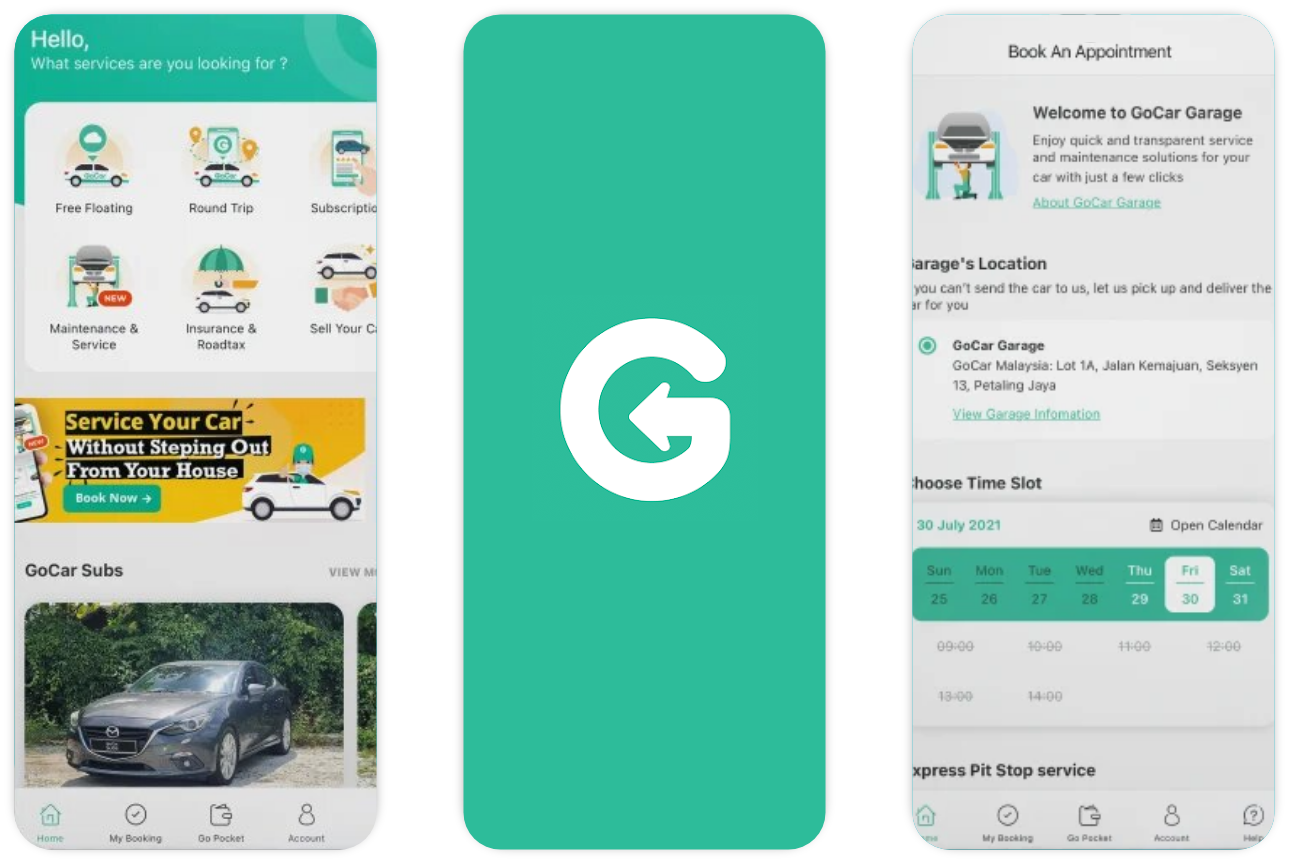 Hello,
What services are you looking for ?
GoCar
G
GoCar
Free Floating
Round Trip
Subscriptio
NEW
Maintenance &
Service
Insurance &
Roadtax
Sell Your Ca
NEW
Service Your Car
Without Steping Out
From Your House
Book Now →
GoCar Subs
VIEW MO
Home
My Booking
Go Pocket
Account
G
Book An Appointment
Welcome to GoCar Garage
Enjoy quick and transparent service
and maintenance solutions for your
car with just a few clicks
About GoCar Garage
Garage's Location
you can't send the car to us, let us pick up and deliver the
ar for you
GoCar Garage
GoCar Malaysia: Lot 1A, Jalan Kemajuan, Seksyen
13, Petaling Jaya
View Garage Infomation
Choose Time Slot
30 July 2021
Open Calendar
Sun Mon Tue Wed Thu Fri Sat
25 26 27 28 29 30 31
09:00 10:00 11:00 12:00
13:00 14:00
xpress Pit Stop service
ome
My Booking
Go Pocket
Account
Help